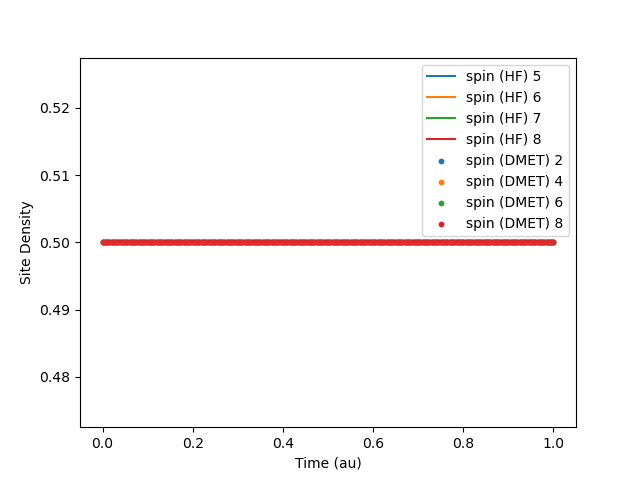 spin (HF) 5
spin (HF) 6
spin (HF) 7
spin (HF) 8
spin (DMET) 2
spin (DMET) 4
spin (DMET) 6
spin (DMET) 8
0.52
0.51
0.50
0.49
0.48
Site Density
0.0 0.2 0.4 0.6 0.8 1.0
Time (au)